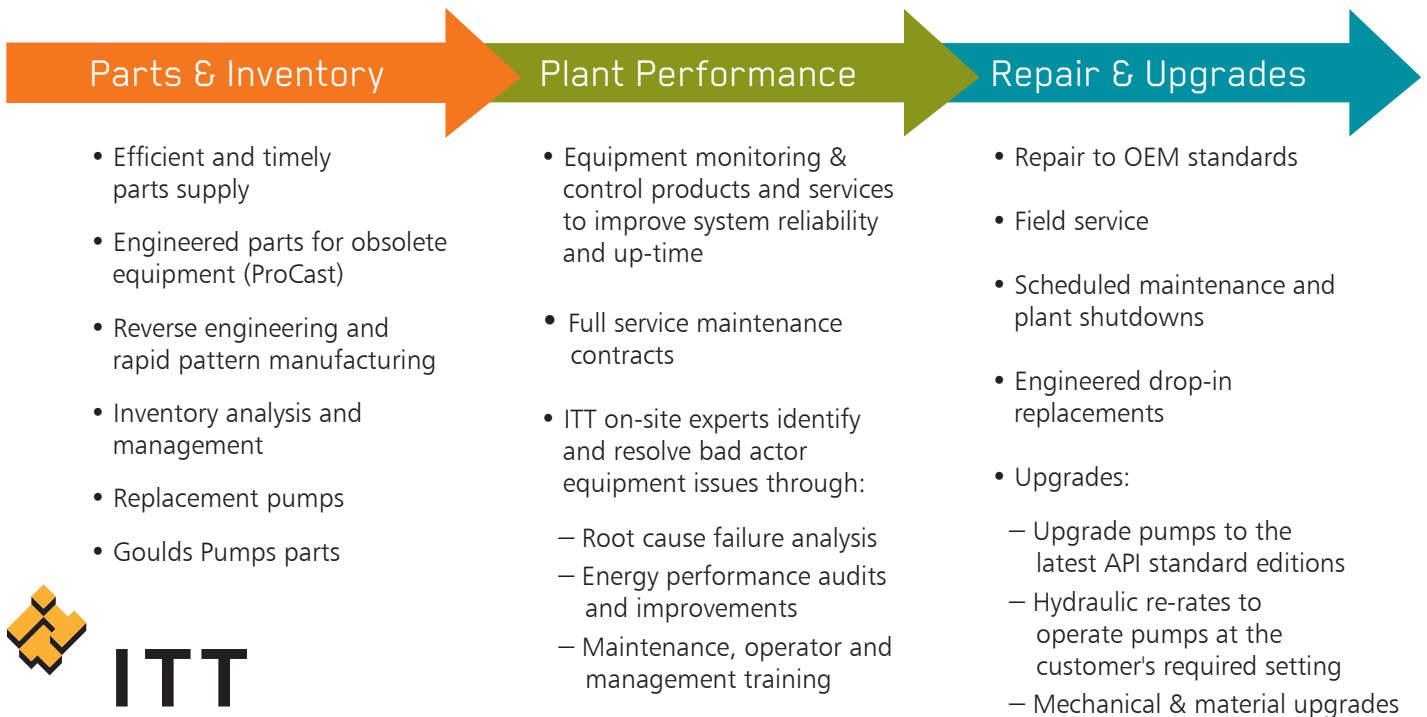 Parts & Inventory
• Efficient and timely
parts supply
• Engineered parts for obsolete
equipment (ProCast)
• Reverse engineering and
rapid pattern manufacturing
• Inventory analysis and
management
• Replacement pumps
• Goulds Pumps parts
ITT
Plant Performance
• Equipment monitoring &
control products and services
to improve system reliability
and up-time
• Full service maintenance
contracts
• ITT on-site experts identify
and resolve bad actor
equipment issues through:
– Root cause failure analysis
– Energy performance audits
and improvements
– Maintenance, operator and
management training
Repair & Upgrades
• Repair to OEM standards
• Field service
• Scheduled maintenance and
plant shutdowns
• Engineered drop-in
replacements
• Upgrades:
– Upgrade pumps to the
latest API standard editions
– Hydraulic re-rates to
operate pumps at the
customer's required setting
– Mechanical & material upgrades